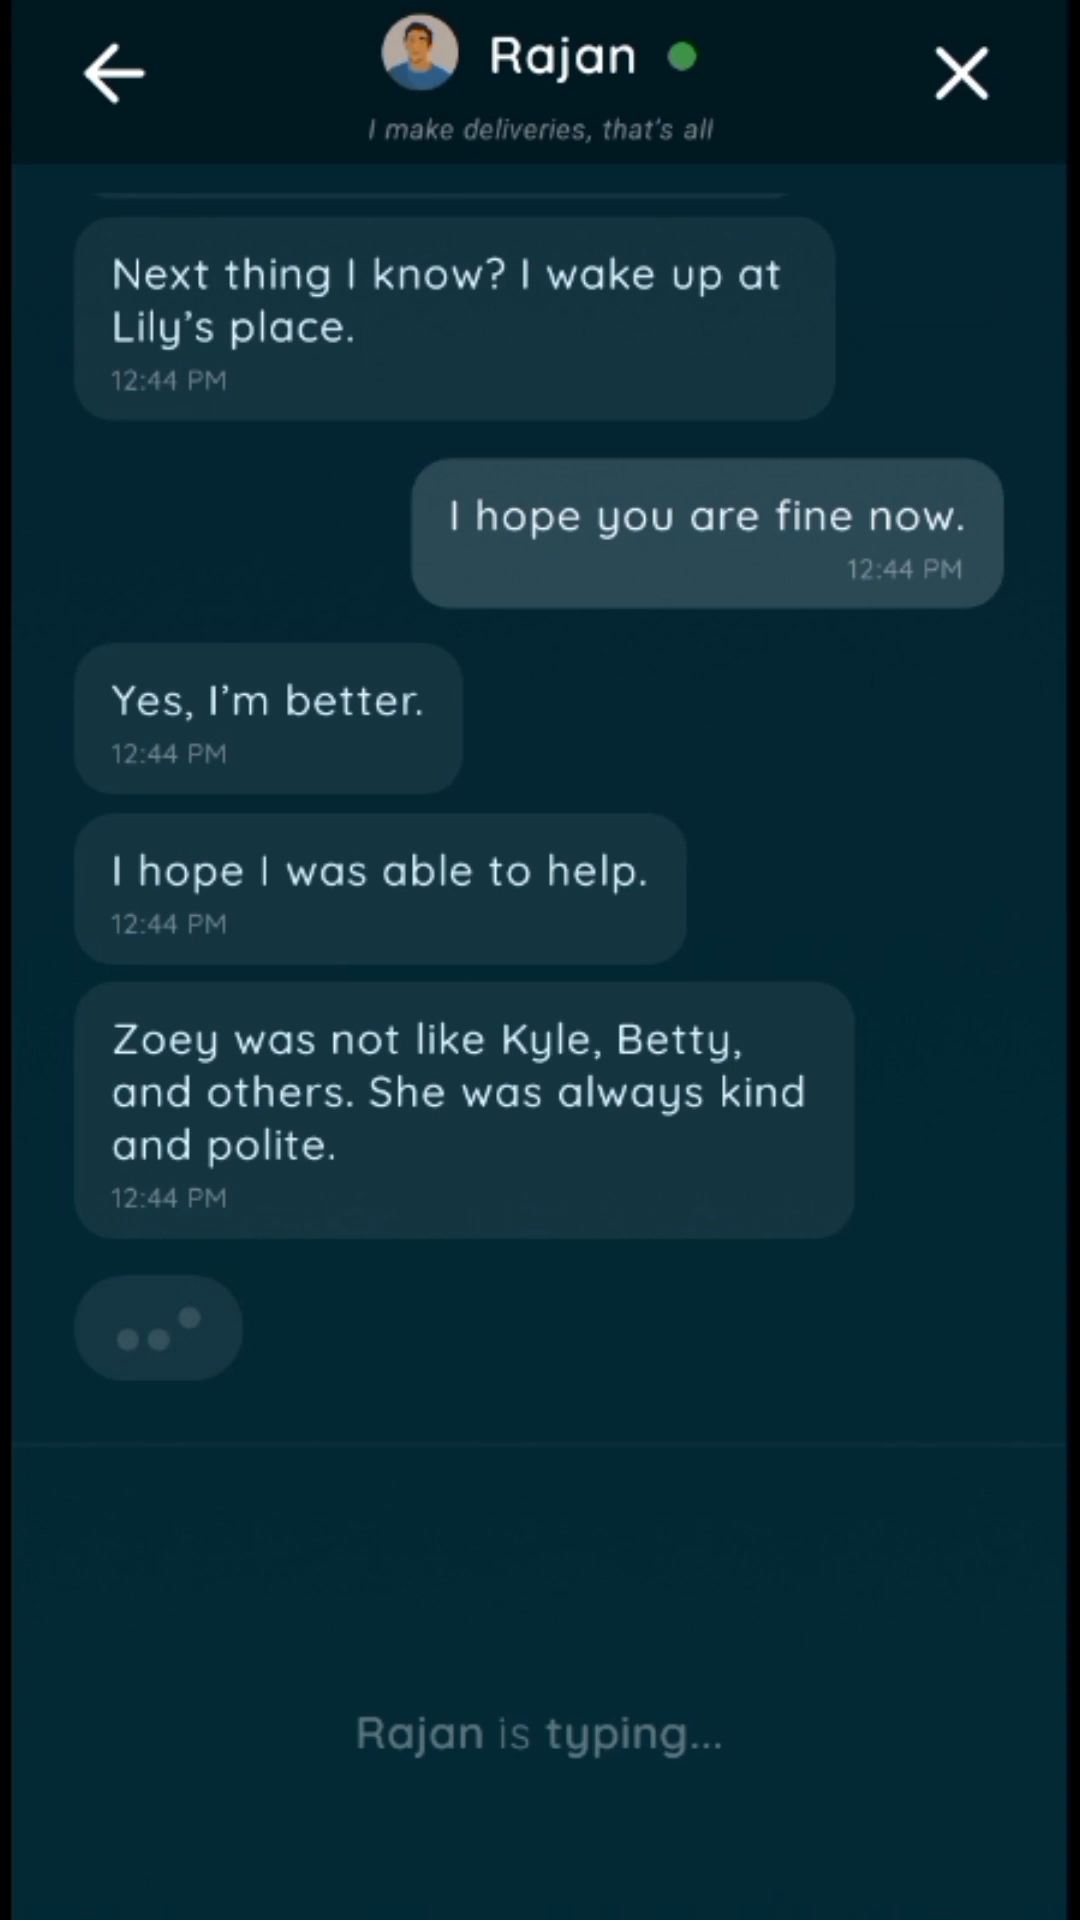 Rajan
I make deliveries, that's all
Next thing I know? I wake up at
Lily’s place.
12:44 PM
I hope you are fine now.
12:44 PM
Yes, I’m better.
12:44 PM
I hope I was able to help.
12:44 PM
Zoey was not like Kyle, Betty,
and others. She was always kind
and polite.
12:44 PM
Rajan is typing...